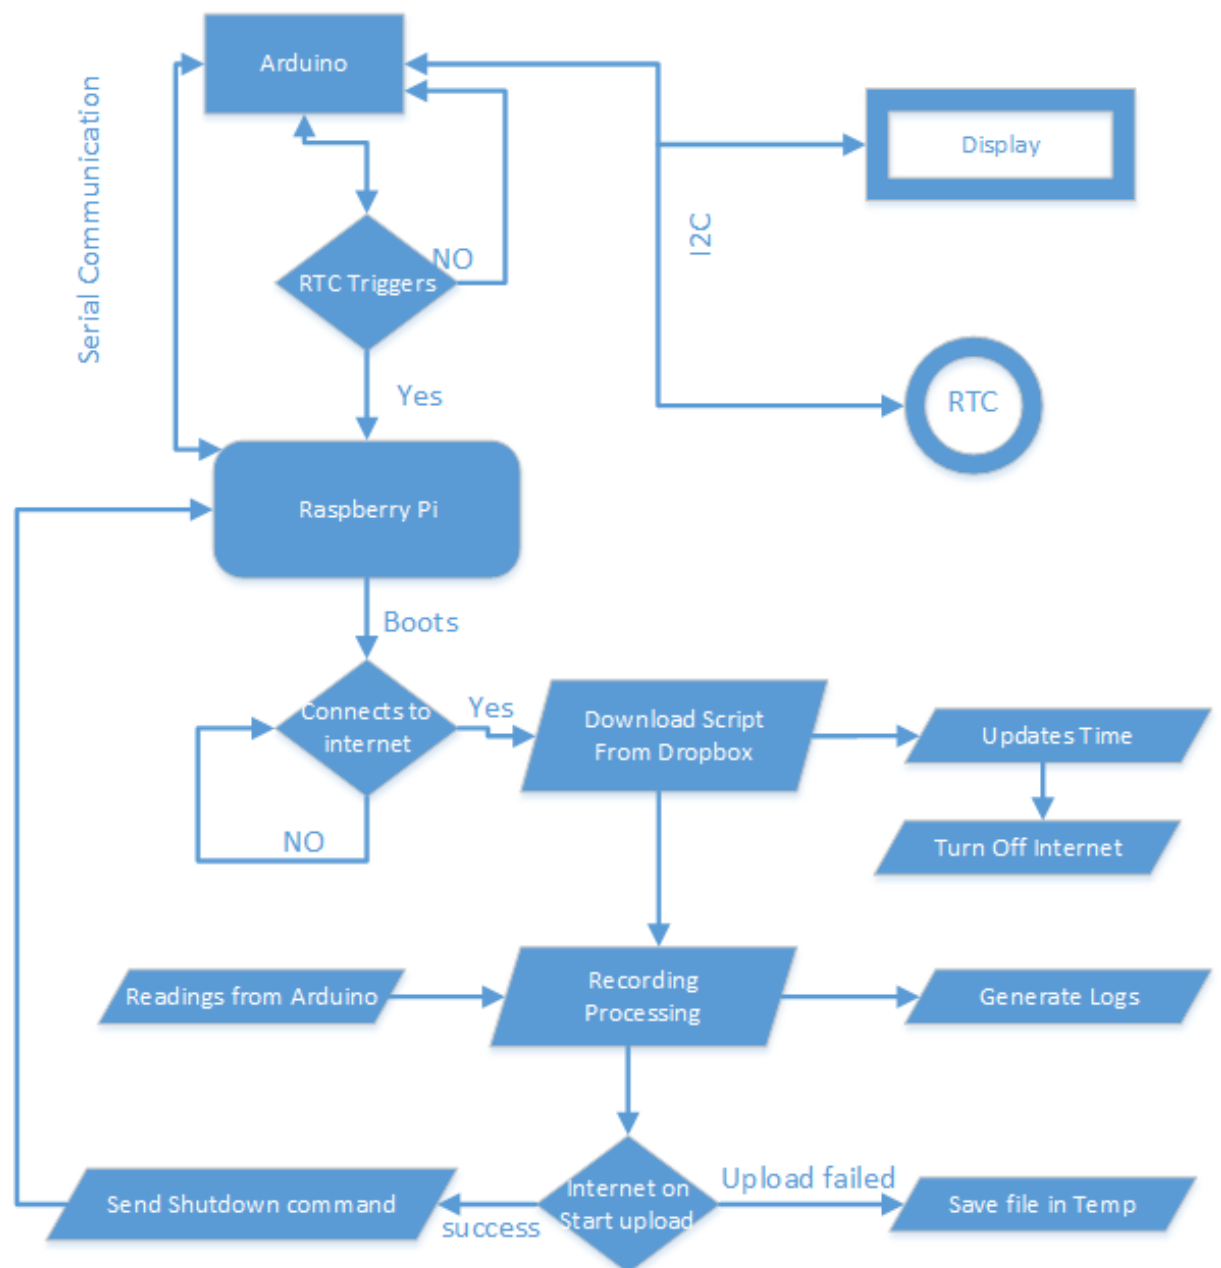 Arduino
Serial Communication
Display
I2C
NO
RTC Triggers
Yes
RTC
Raspberry Pi
Boots
Connects to
internet
Yes
NO
Download Script
From Dropbox
Updates Time
Turn Off Internet
Readings from Arduino
Recording
Processing
Generate Logs
Internet on
Start upload
Upload failed
Save file in Temp
success
Send Shutdown command